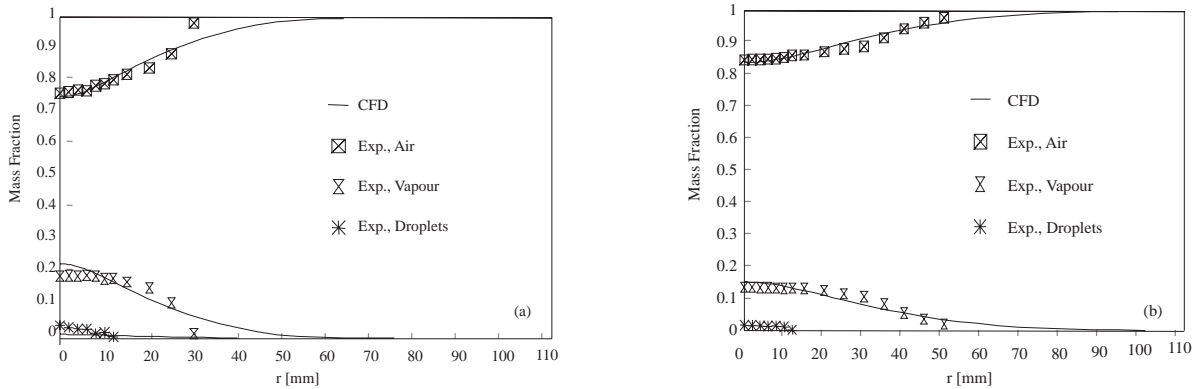 1
0.9
0.8
0.7
0.6
0.5
0.4
0.3
0.2
0.1
0
Mass Fraction
CFD
Exp., Air
Exp., Vapour
Exp., Droplets
(a)
0 10 20 30 40 50 60 70 80 90 100 110
r [mm]
1
0.9
0.8
0.7
0.6
0.5
0.4
0.3
0.2
0.1
0
Mass Fraction
CFD
Exp., Air
Exp., Vapour
Exp., Droplets
(b)
0 10 20 30 40 50 60 70 80 90 100 110
r [mm]